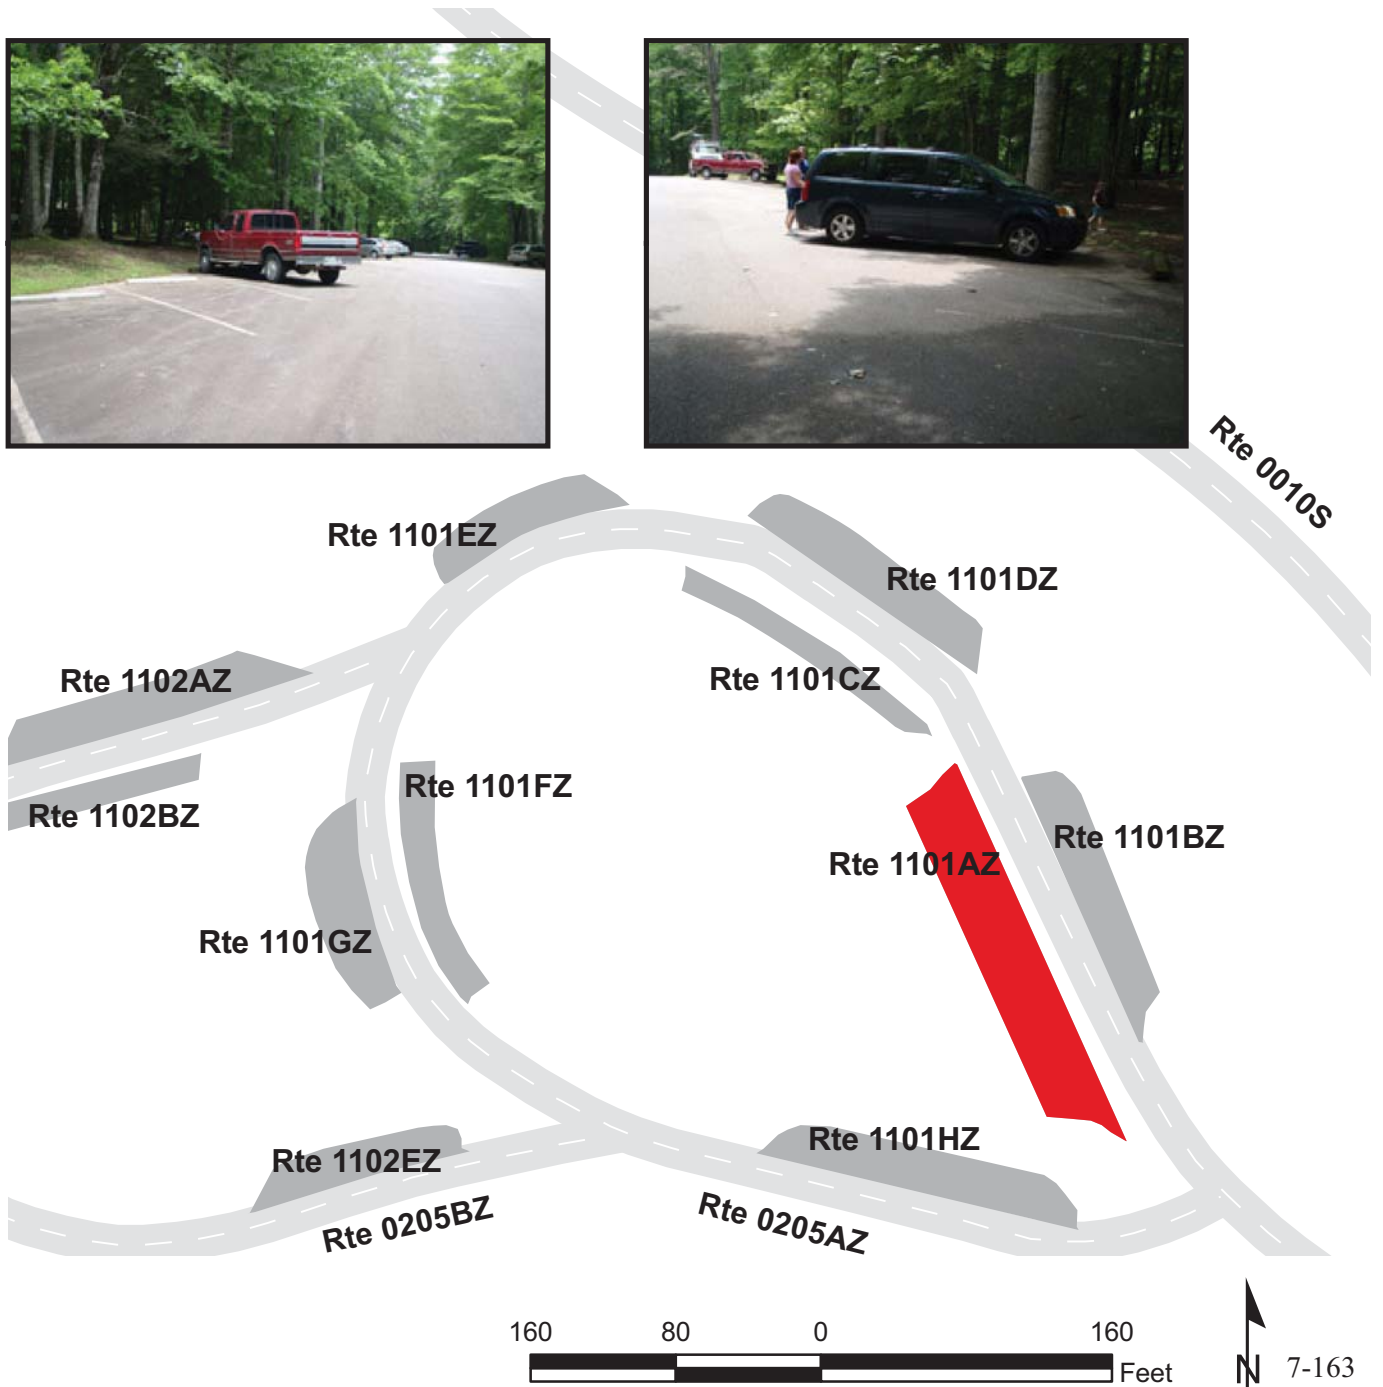 Rte 0010S
Rte 1101EZ
Rte 1101DZ
Rte 1102AZ
Rte 1101CZ
Rte 1101FZ
Rte 1102BZ
Rte 1101BZ
Rte 1101AZ
Rte 1101GZ
Rte 1101HZ
Rte 1102EZ
Rte 0205BZ
Rte 0205AZ
160 80 0 160
Feet
N
7-163